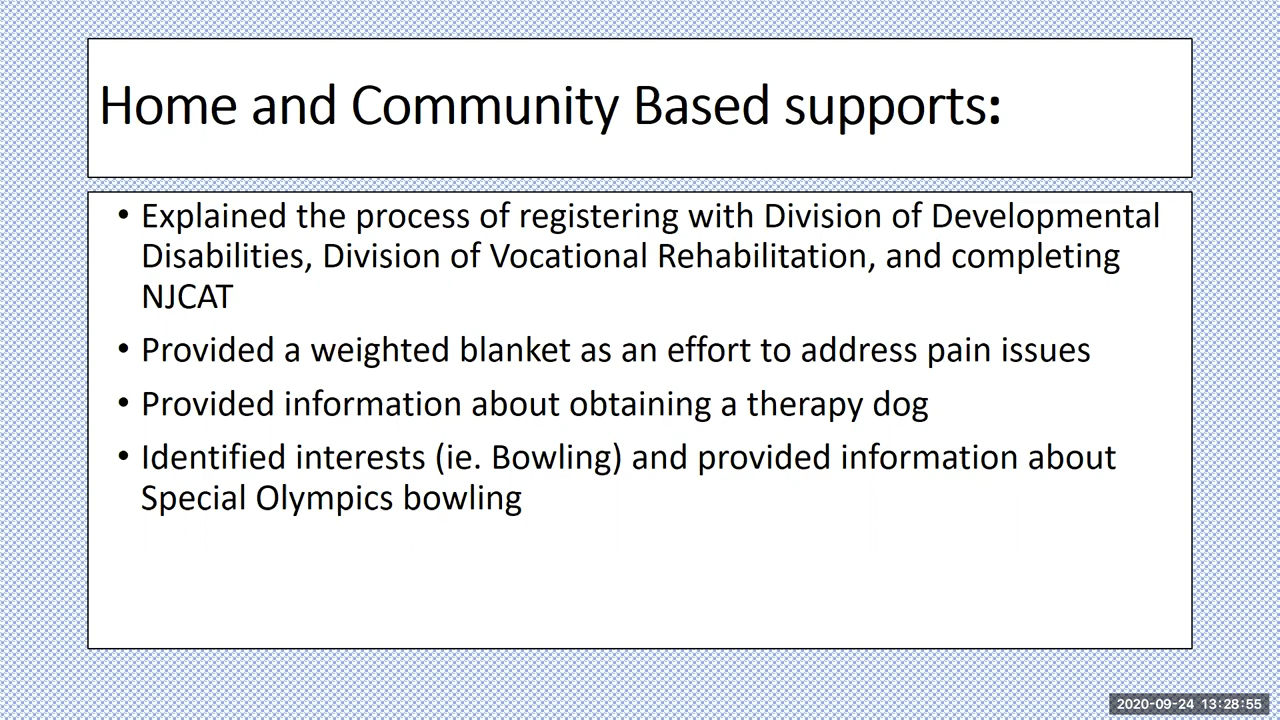 Home and Community Based supports:
• Explained the process of registering with Division of Developmental
Disabilities, Division of Vocational Rehabilitation, and completing
NJCAT
• Provided a weighted blanket as an effort to address pain issues
• Provided information about obtaining a therapy dog
• Identified interests (ie. Bowling) and provided information about
Special Olympics bowling
2020-09-24 13:28:55